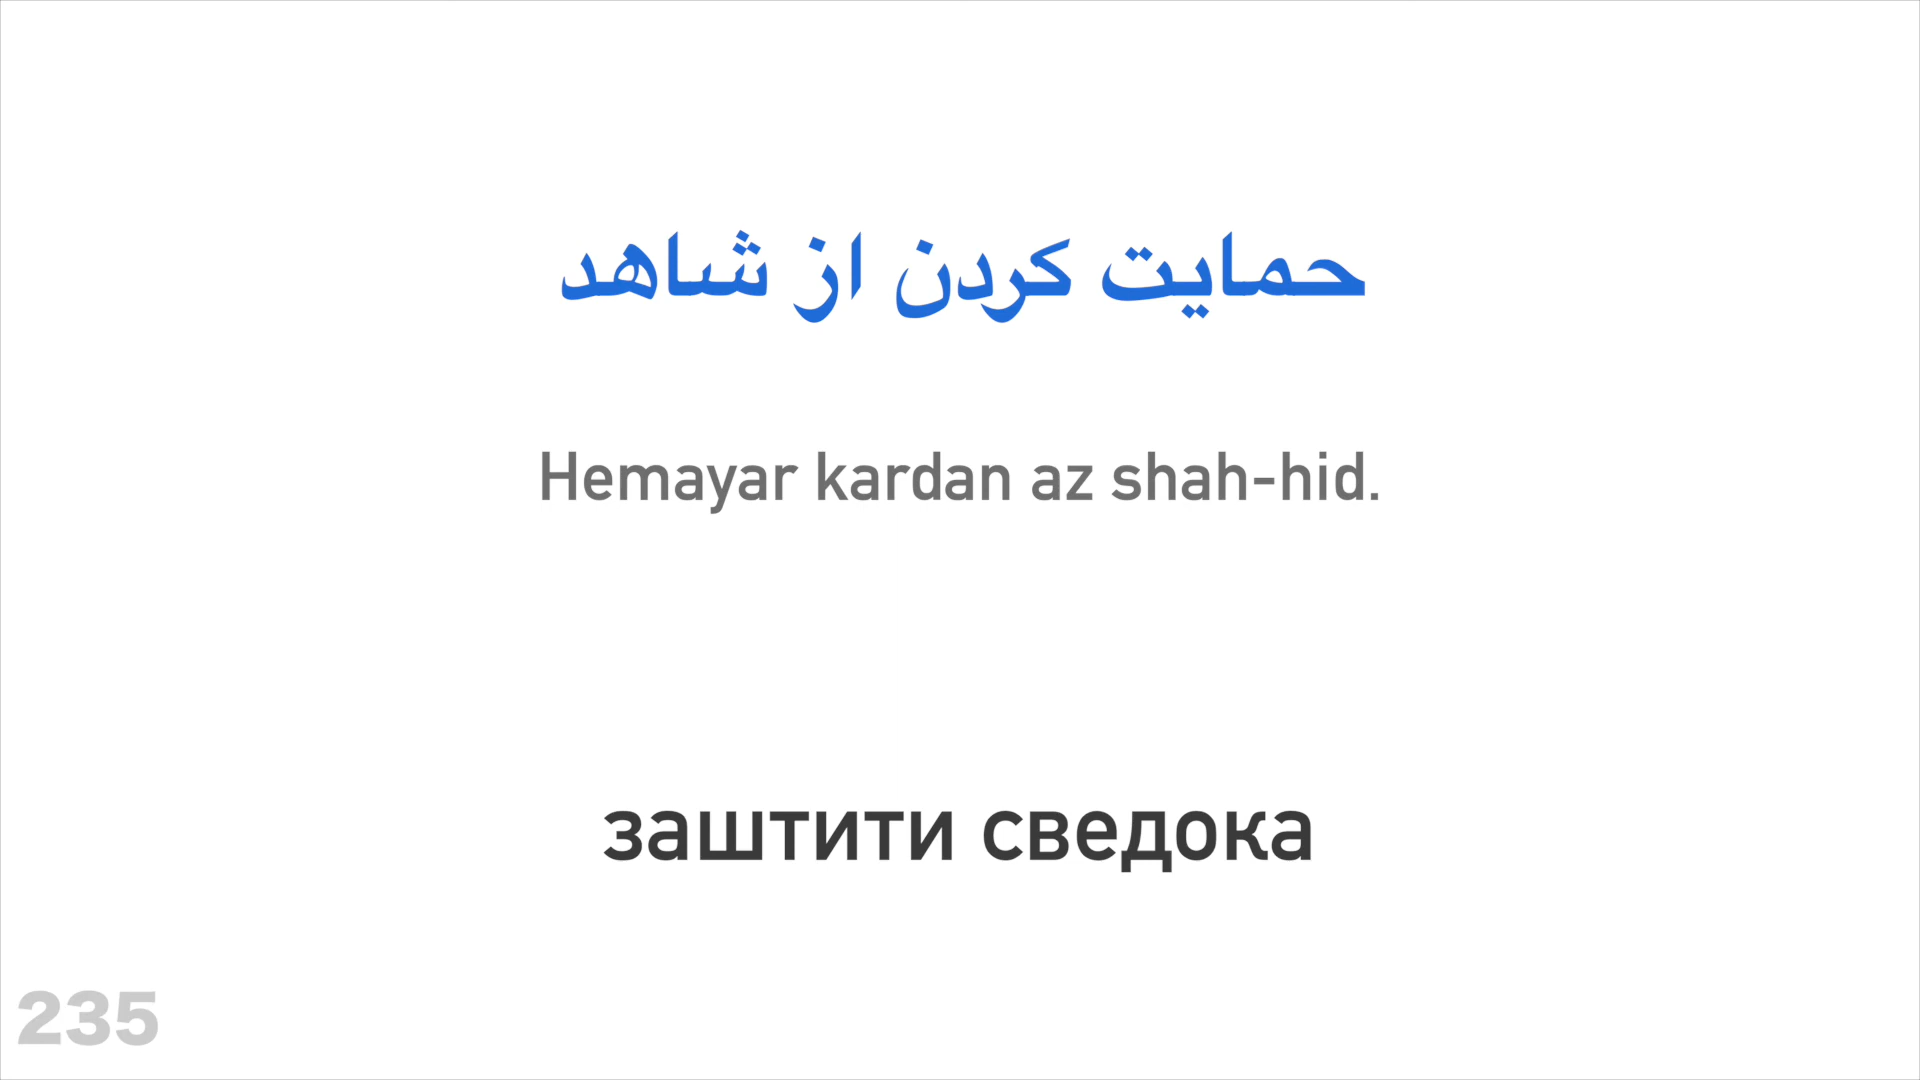 حمایت کردن از شاهد
Hemayar kardan az shah-hid.
заштити сведока
235